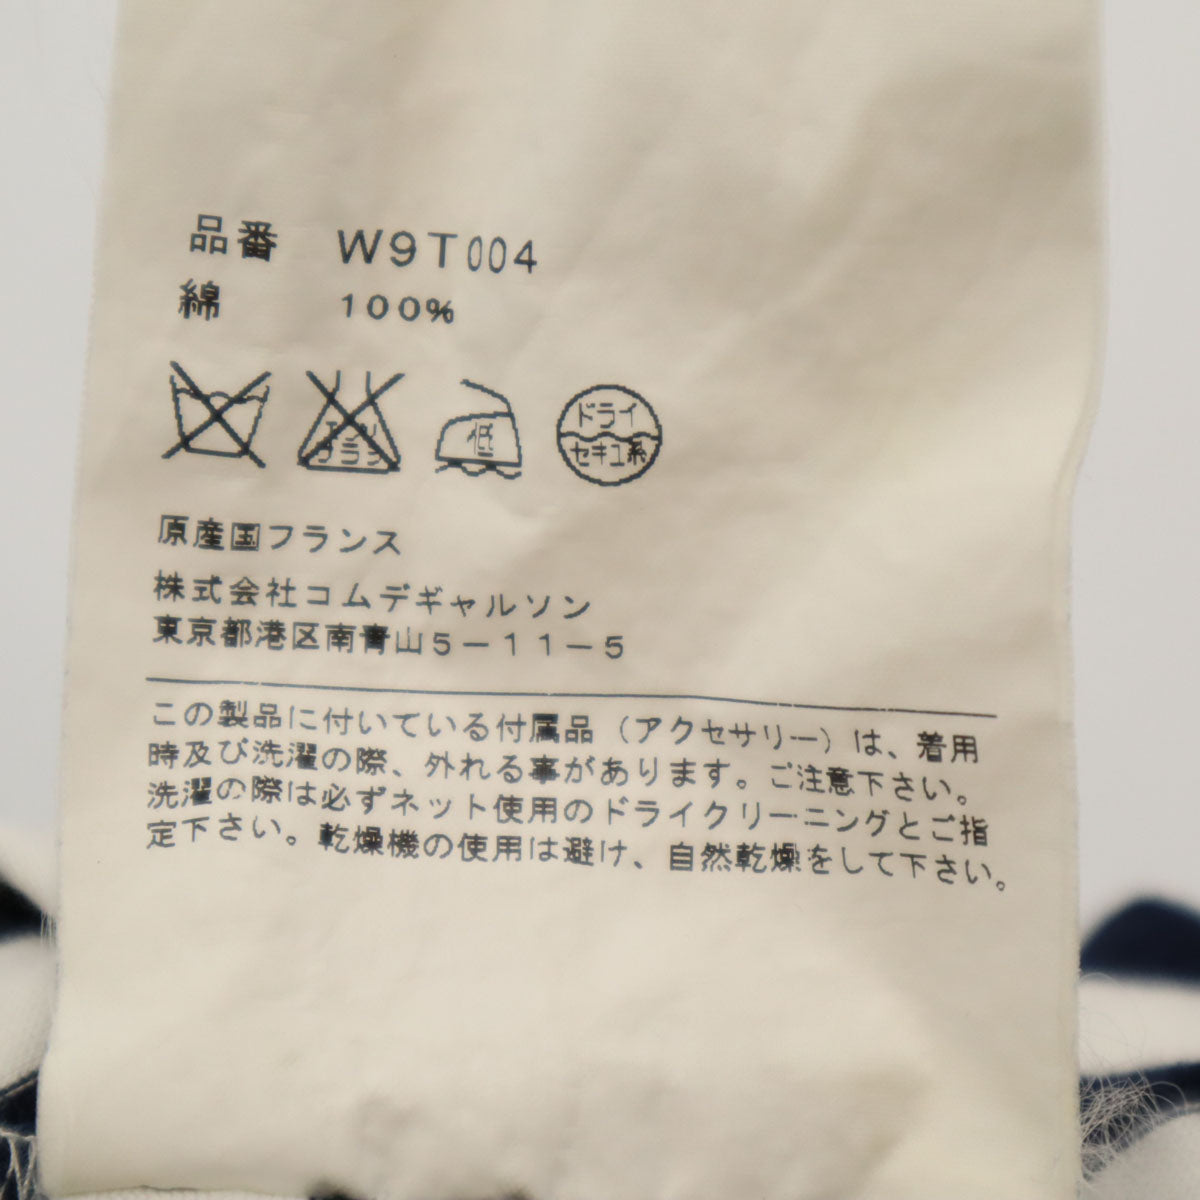 品番 W9T004
綿 100%
エンソ
フラシ
低
ドライ
セキユ系
原産国フランス
株式会社コムデギャルソン
東京都港区南青山5-11-5
この製品に付いている付属品(アクセサリー)は、着用
時及び洗濯の際、外れる事があります。ご注意下さい。
洗濯の際は必ずネット使用のドライクリーニングとご指
定下さい。乾燥機の使用は避け、自然乾燥をして下さい。